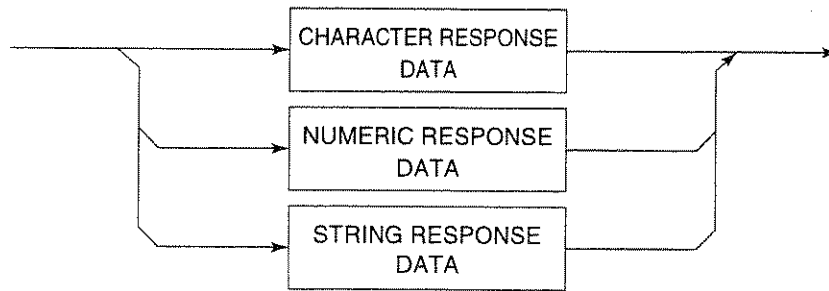 CHARACTER RESPONSE
DATA
NUMERIC RESPONSE
DATA
STRING RESPONSE
DATA